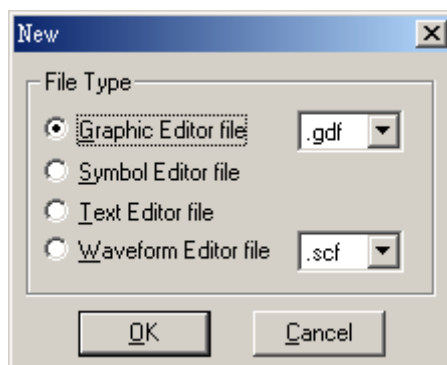 New
File Type
Graphic Editor file .gdf
Symbol Editor file
Text Editor file
Waveform Editor file .scf
OK Cancel